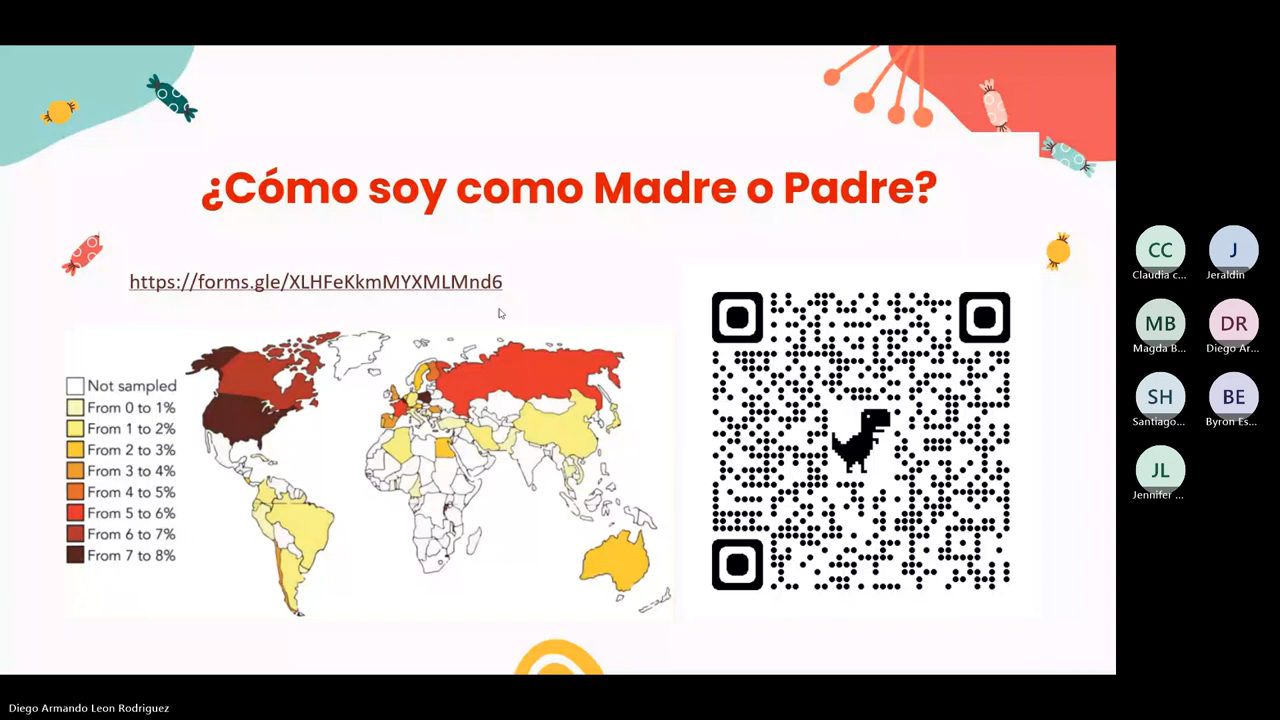 ¿Cómo soy como Madre o Padre?
https://forms.gle/XLHFeKkmMYXMLMnd6
Not sampled
From 0 to 1%
From 1 to 2%
From 2 to 3%
From 3 to 4%
From 4 to 5%
From 5 to 6%
From 6 to 7%
From 7 to 8%
CC
Claudia c...
J
Jeraldin
MB
Magda B...
DR
Diego Ar...
SH
Santiago...
BE
Byron Es...
JL
Jennifer ...
Diego Armando Leon Rodriguez